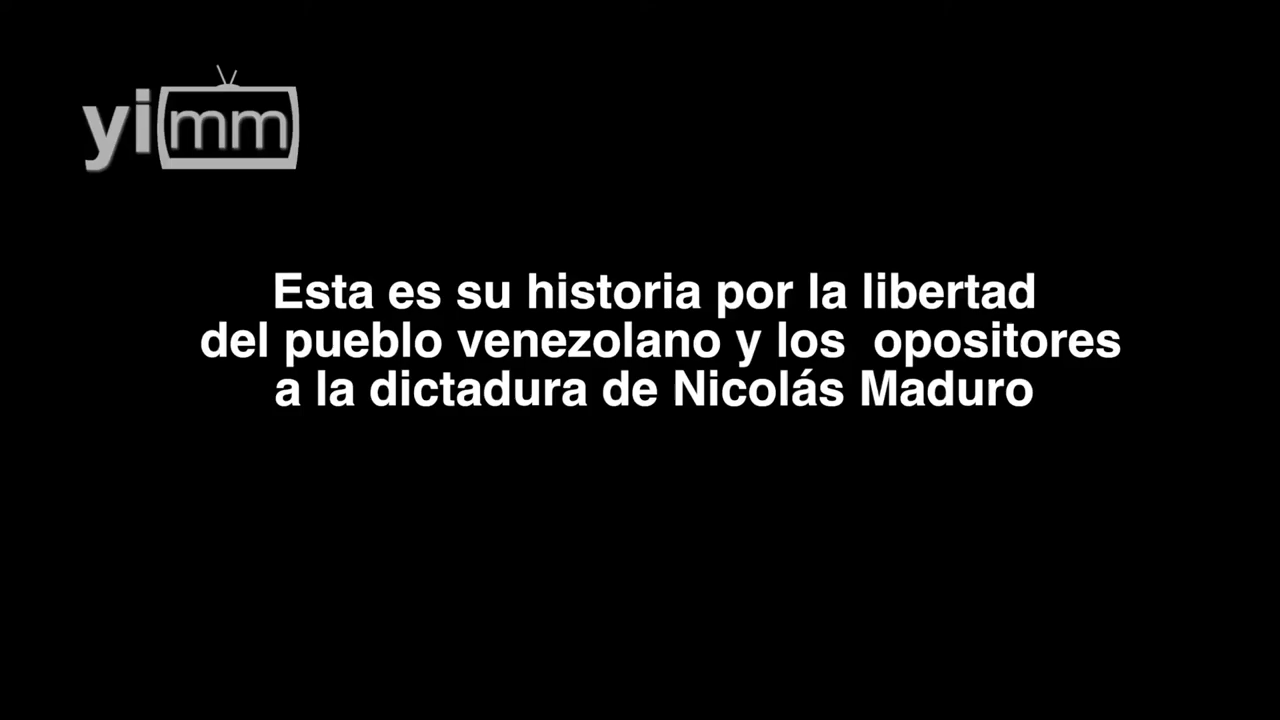 yimm
Esta es su historia por la libertad
del pueblo venezolano y los  opositores
a la dictadura de Nicolás Maduro